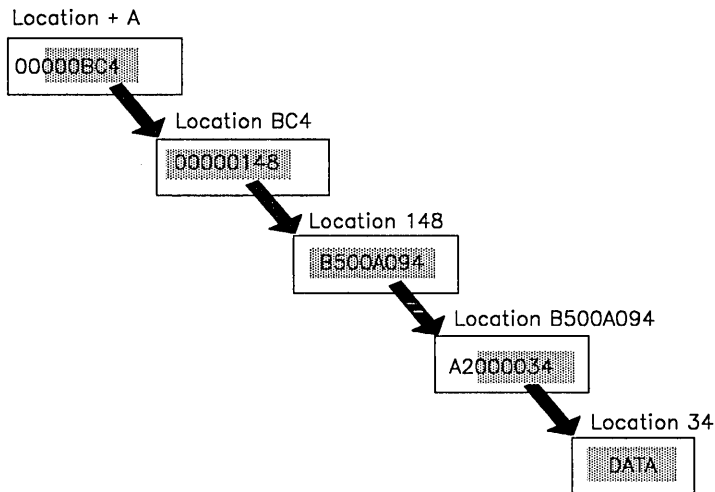 Location + A
00000BC4
Location BC4
00000148
Location 148
B500A094
Location B500A094
A2000034
Location 34
DATA